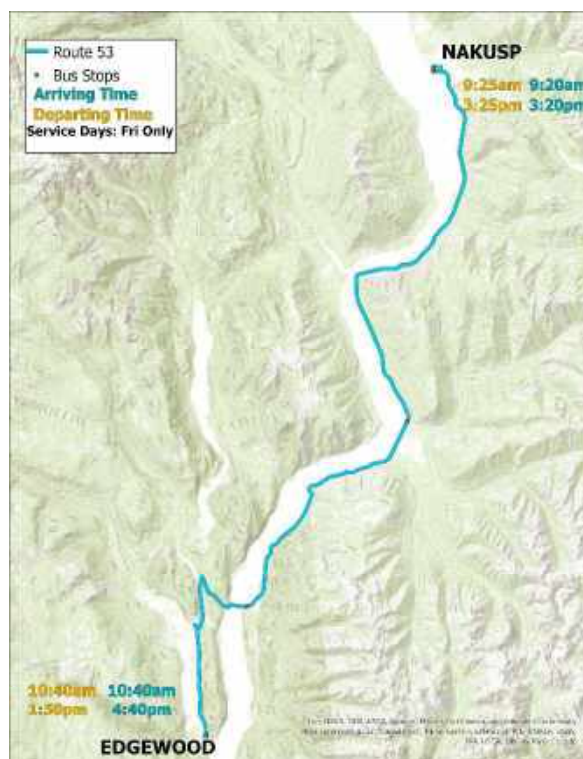 Route 53
Bus Stops
Arriving Time
Departing Time
Service Days: Fri Only
NAKUSP
9:25am 9:20am
3:25pm 3:20pm
10:40am 10:40am
1:50pm 4:40pm
EDGEWOOD